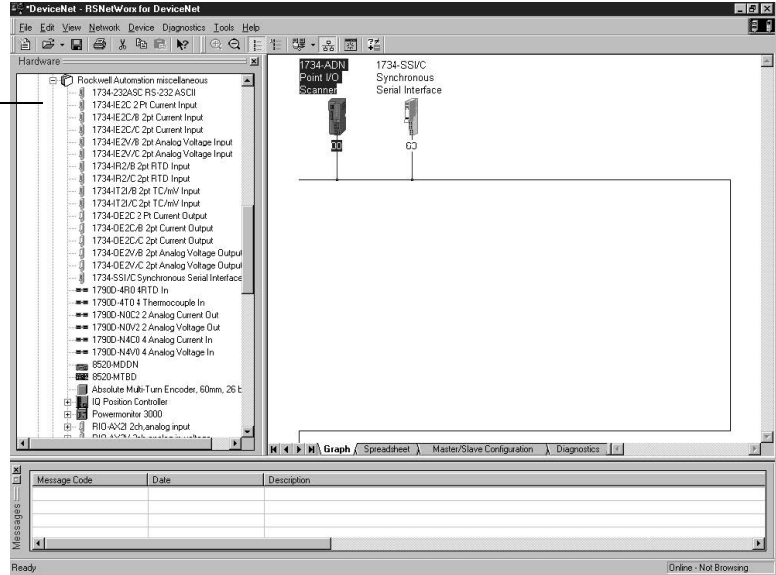 *DeviceNet - RSNetWorx for DeviceNet
File Edit View Network Device Diagnostics Tools Help
Hardware
Rockwell Automation miscellaneous
1734-232ASC RS-232 ASCII
1734-IE2C 2 Pt Current Input
1734-IE2C/B 2pt Current Input
1734-IE2C/C 2pt Current Input
1734-IE2V/B 2pt Analog Voltage Input
1734-IE2V/C 2pt Analog Voltage Input
1734-IR2/B 2pt RTD Input
1734-IR2/C 2pt RTD Input
1734-IT2I/B 2pt TC/mV Input
1734-IT2I/C 2pt TC/mV Input
1734-OE2C 2 Pt Current Output
1734-OE2C/B 2pt Current Output
1734-OE2C/C 2pt Current Output
1734-OE2V/B 2pt Analog Voltage Output
1734-OE2V/C 2pt Analog Voltage Output
1734-SSI/C Synchronous Serial Interface
1790D-4R0 4RTD In
1790D-4T0 4 Thermocouple In
1790D-N0C2 2 Analog Current Out
1790D-N0V2 2 Analog Voltage Out
1790D-N4C0 4 Analog Current In
1790D-N4V0 4 Analog Voltage In
8520-MDDN
8520-MTBD
Absolute Multi-Turn Encoder, 60mm, 26 b
IQ Position Controller
Powermonitor 3000
RIO-AX2I 2ch,analog input
RIO-AX2V 2ch,analog in voltage
1734-ADN
Point I/O
Scanner
00
1734-SSI/C
Synchronous
Serial Interface
60
Graph Spreadsheet Master/Slave Configuration Diagnostics
Messages
Message Code Date Description
Ready Online - Not Browsing